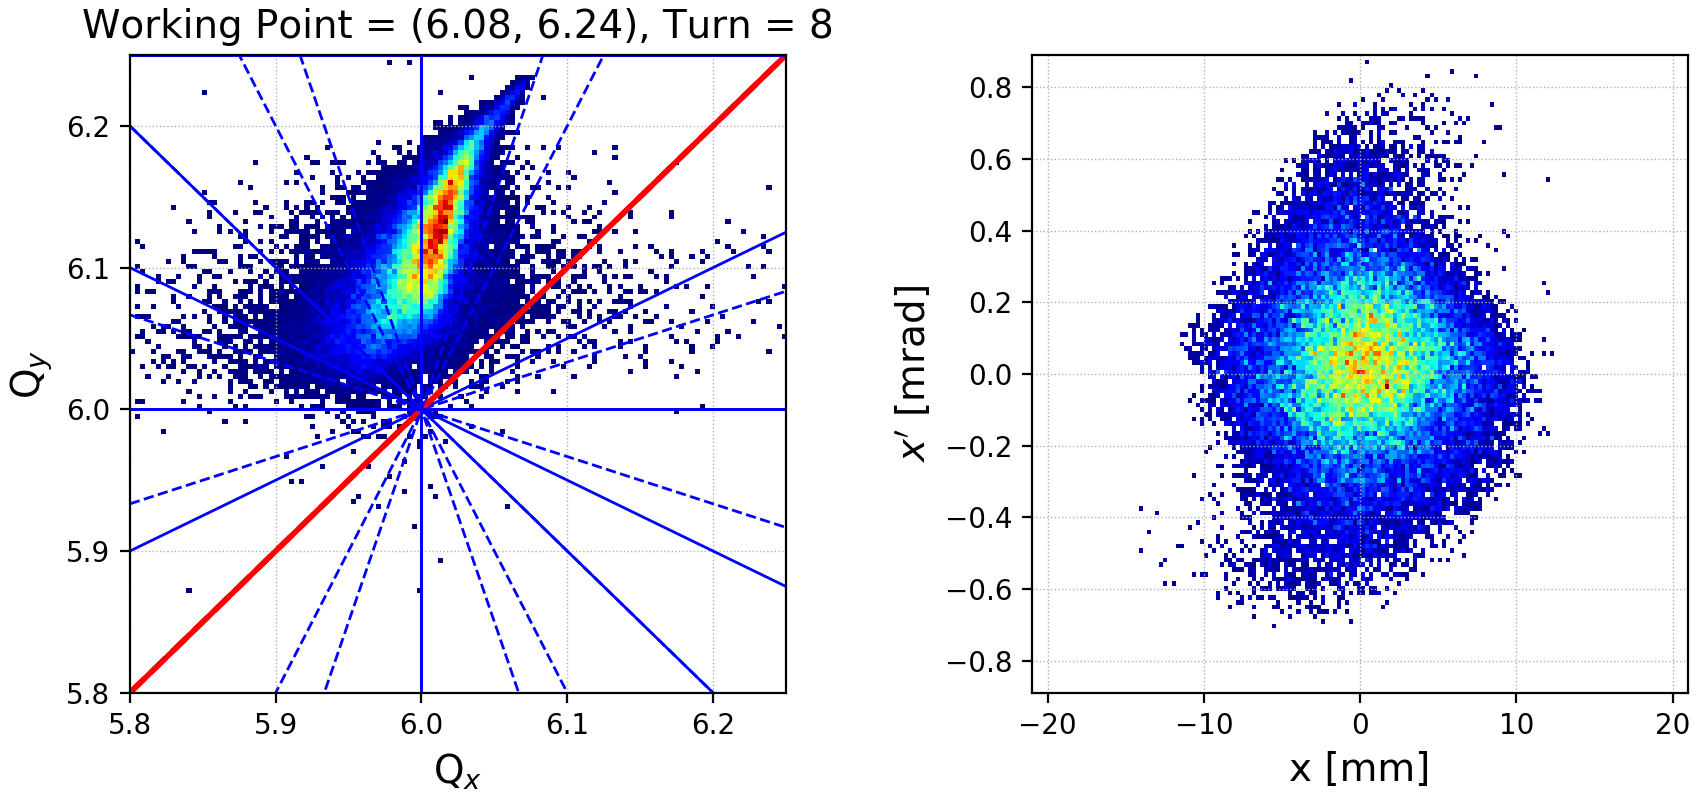 Working Point = (6.08, 6.24), Turn = 8
6.2
6.1
6.0
5.9
5.8
Q_y
5.8 5.9 6.0 6.1 6.2
Q_x
0.8
0.6
0.4
0.2
0.0
−0.2
−0.4
−0.6
−0.8
x′ [mrad]
−20 −10 0 10 20
x [mm]